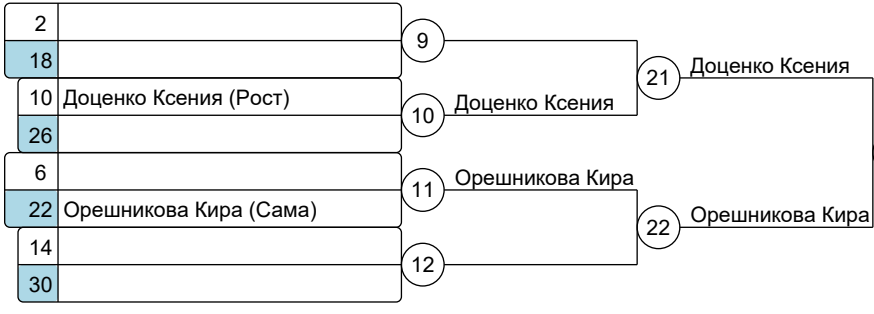 2
18
9
10 Доценко Ксения (Рост)
26
10 Доценко Ксения
21 Доценко Ксения
6
22 Орешникова Кира (Сама)
11 Орешникова Кира
14
30
12
22 Орешникова Кира